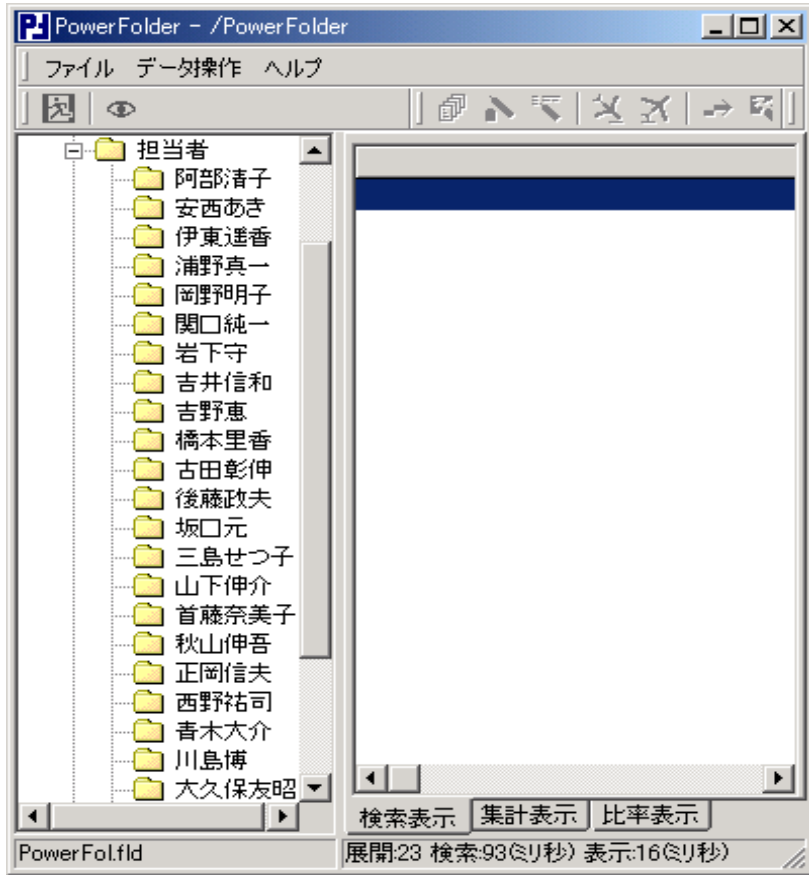 PowerFolder - /PowerFolder
ファイル データ操作 ヘルプ
担当者
阿部清子
安西あき
伊東遥香
浦野真一
岡野明子
関口純一
岩下守
吉井信和
吉野恵
橋本里香
古田彰伸
後藤政夫
坂口元
三島せつ子
山下伸介
首藤奈美子
秋山伸吾
正岡信夫
西野祐司
青木大介
川島博
大久保友昭
検索表示 集計表示 比率表示
PowerFol.fld
展開:23 検索:93(ミリ秒) 表示:16(ミリ秒)